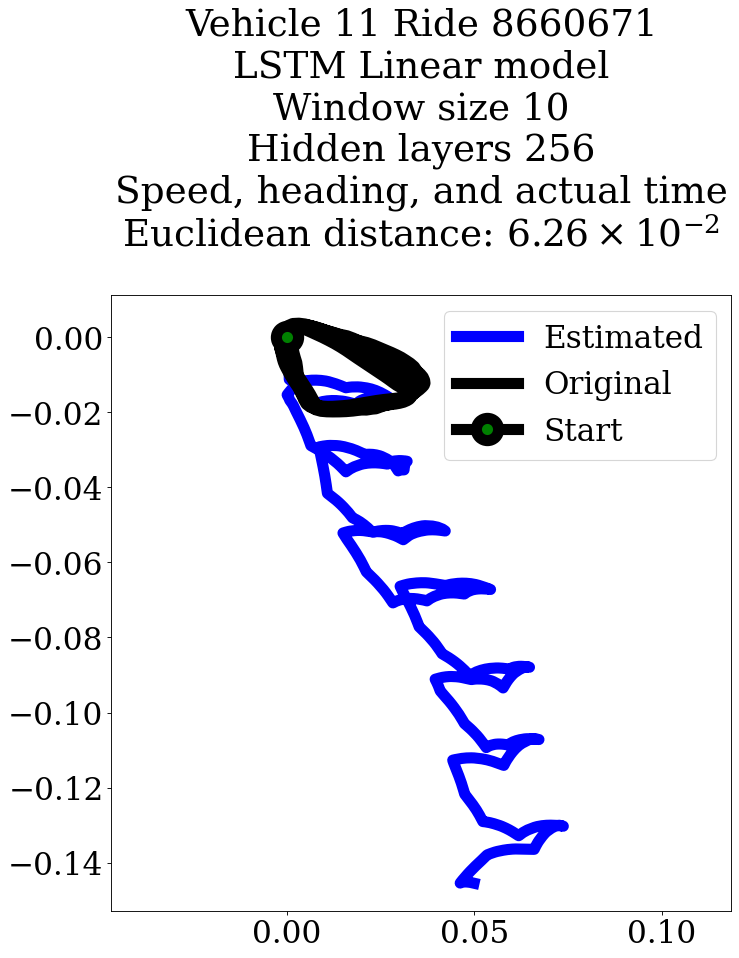 Vehicle 11 Ride 8660671
LSTM Linear model
Window size 10
Hidden layers 256
Speed, heading, and actual time
Euclidean distance: 6.26 × 10⁻²
Estimated
Original
Start
0.00
−0.02
−0.04
−0.06
−0.08
−0.10
−0.12
−0.14
0.00 0.05 0.10